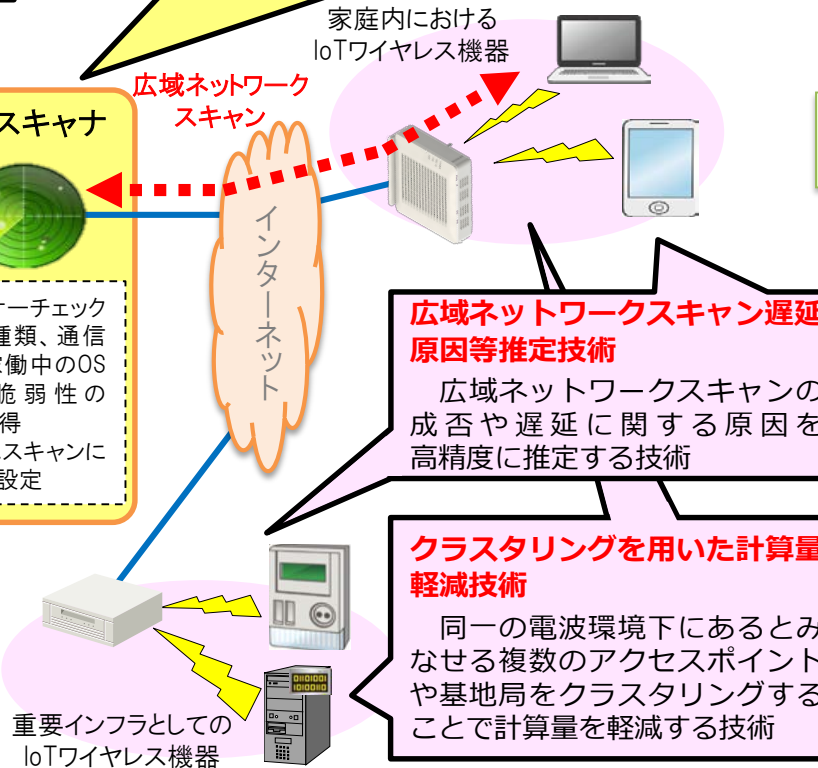 家庭内における
IoTワイヤレス機器
広域ネットワーク
スキャン
スキャナ
インターネット
ーチェック
種類、通信
稼働中のOS
脆弱性の
得
スキャンに
設定
広域ネットワークスキャン遅延
原因等推定技術
広域ネットワークスキャンの
成否や遅延に関する原因を
高精度に推定する技術
クラスタリングを用いた計算量
軽減技術
同一の電波環境下にあるとみ
なせる複数のアクセスポイント
や基地局をクラスタリングする
ことで計算量を軽減する技術
01101001
10100110
重要インフラとしての
IoTワイヤレス機器